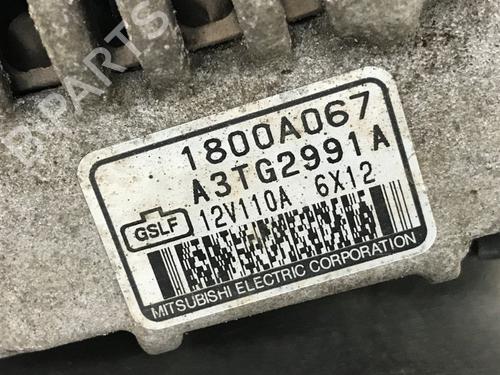 B-PARTS
1800A067
A3TG2991A
GSLF 12V110A 6X12
MITSUBISHI ELECTRIC CORPORATION